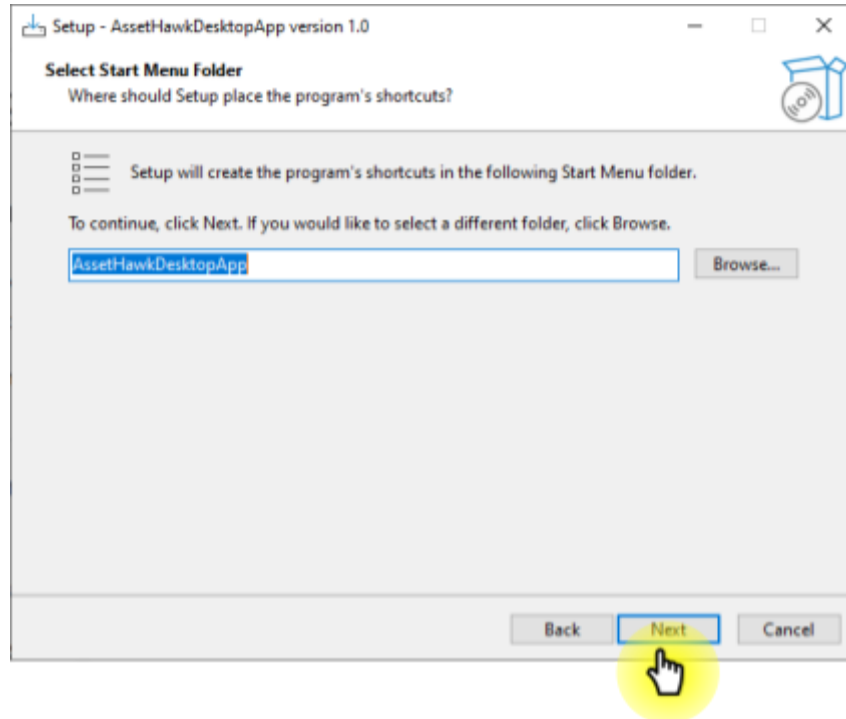 Setup - AssetHawkDesktopApp version 1.0
Select Start Menu Folder
Where should Setup place the program's shortcuts?
Setup will create the program's shortcuts in the following Start Menu folder.
To continue, click Next. If you would like to select a different folder, click Browse.
AssetHawkDesktopApp
Browse...
Back
Next
Cancel